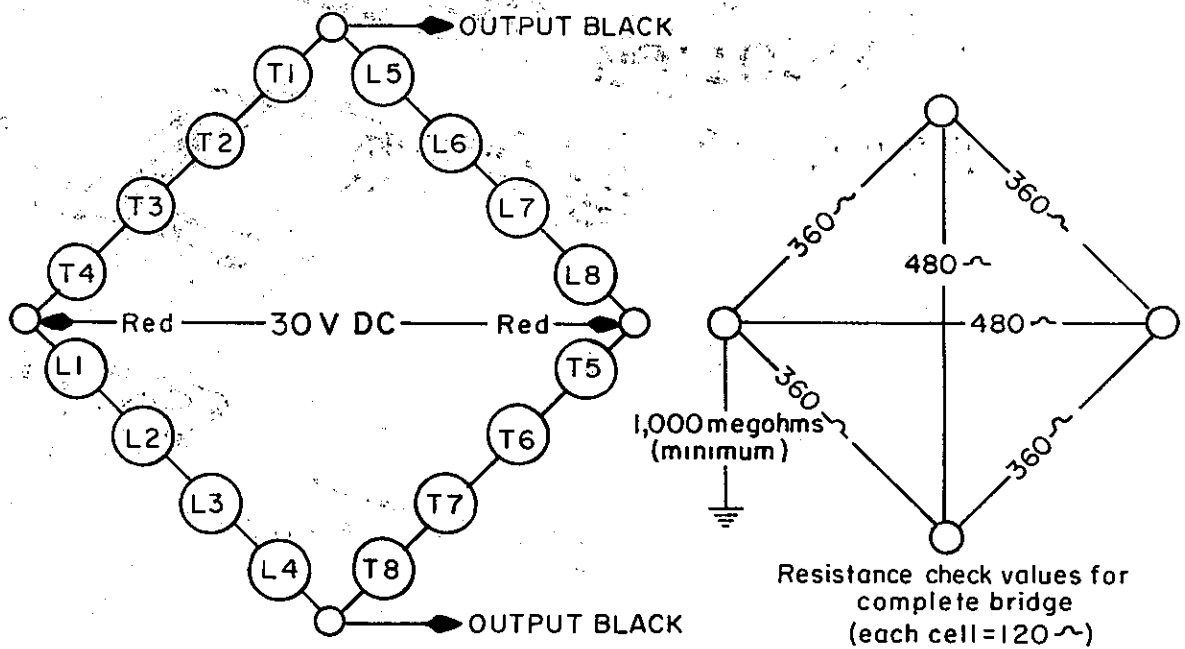 OUTPUT BLACK
T1
L5
T2
L6
T3
L7
T4
L8
Red 30 V DC Red
L1
T5
L2
T6
L3
T7
L4
T8
OUTPUT BLACK
360~
360~
480~
480~
360~
360~
1,000 megohms
(minimum)
Resistance check values for
complete bridge
(each cell=120~)